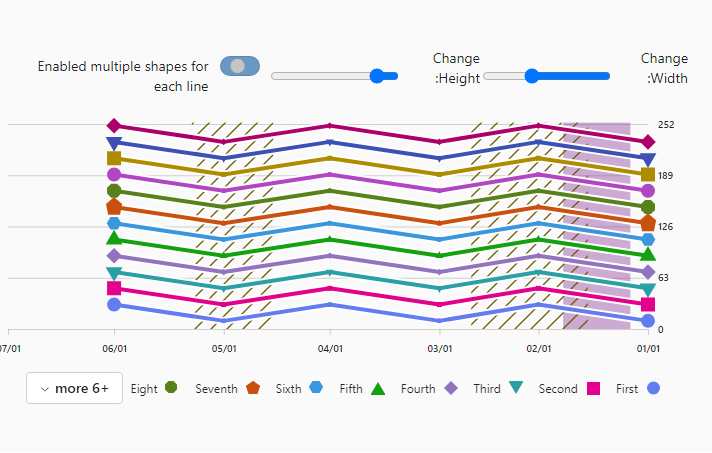 Enabled multiple shapes for
each line
Change
:Height
Change
:Width
252
189
126
63
0
07/01
06/01
05/01
04/01
03/01
02/01
01/01
more 6+
Eight
Seventh
Sixth
Fifth
Fourth
Third
Second
First